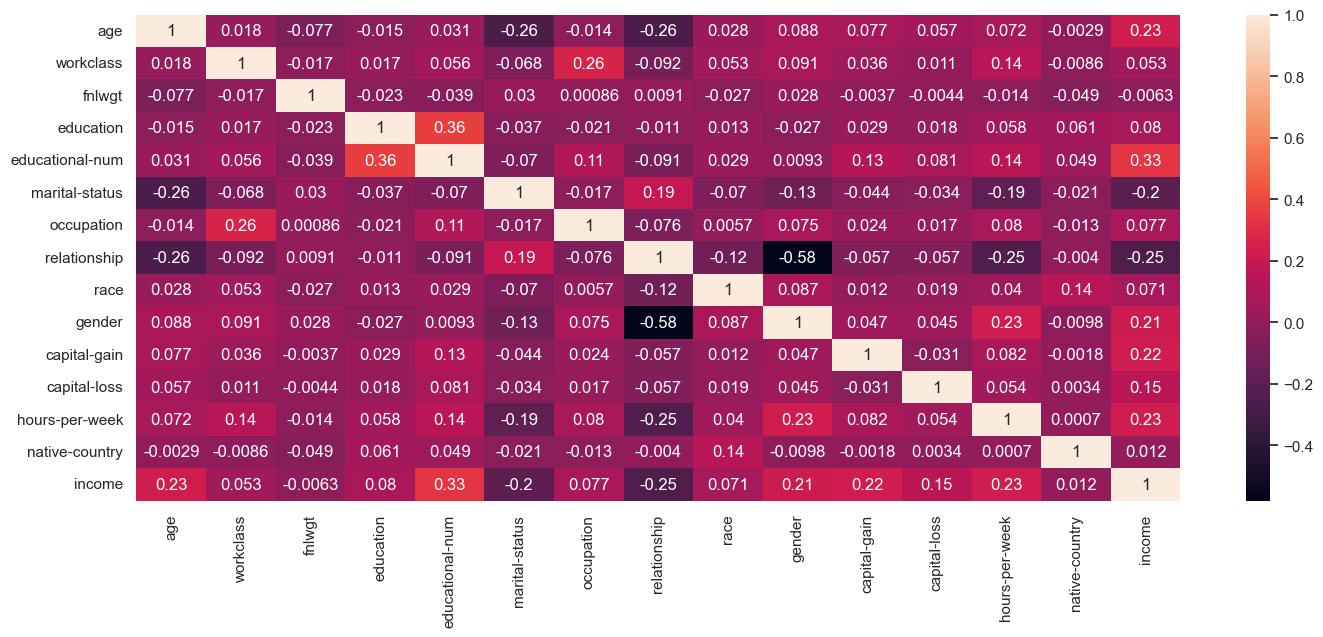 age 1 0.018 -0.077 -0.015 0.031 -0.26 -0.014 -0.26 0.028 0.088 0.077 0.057 0.072 -0.0029 0.23
workclass 0.018 1 -0.017 0.017 0.056 -0.068 0.26 -0.092 0.053 0.091 0.036 0.011 0.14 -0.0086 0.053
fnlwgt -0.077 -0.017 1 -0.023 -0.039 0.03 0.00086 0.0091 -0.027 0.028 -0.0037 -0.0044 -0.014 -0.049 -0.0063
education -0.015 0.017 -0.023 1 0.36 -0.037 -0.021 -0.011 0.013 -0.027 0.029 0.018 0.058 0.061 0.08
educational-num 0.031 0.056 -0.039 0.36 1 -0.07 0.11 -0.091 0.029 0.0093 0.13 0.081 0.14 0.049 0.33
marital-status -0.26 -0.068 0.03 -0.037 -0.07 1 -0.017 0.19 -0.07 -0.13 -0.044 -0.034 -0.19 -0.021 -0.2
occupation -0.014 0.26 0.00086 -0.021 0.11 -0.017 1 -0.076 0.0057 0.075 0.024 0.017 0.08 -0.013 0.077
relationship -0.26 -0.092 0.0091 -0.011 -0.091 0.19 -0.076 1 -0.12 -0.58 -0.057 -0.057 -0.25 -0.004 -0.25
race 0.028 0.053 -0.027 0.013 0.029 -0.07 0.0057 -0.12 1 0.087 0.012 0.019 0.04 0.14 0.071
gender 0.088 0.091 0.028 -0.027 0.0093 -0.13 0.075 -0.58 0.087 1 0.047 0.045 0.23 -0.0098 0.21
capital-gain 0.077 0.036 -0.0037 0.029 0.13 -0.044 0.024 -0.057 0.012 0.047 1 -0.031 0.082 -0.0018 0.22
capital-loss 0.057 0.011 -0.0044 0.018 0.081 -0.034 0.017 -0.057 0.019 0.045 -0.031 1 0.054 0.0034 0.15
hours-per-week 0.072 0.14 -0.014 0.058 0.14 -0.19 0.08 -0.25 0.04 0.23 0.082 0.054 1 0.0007 0.23
native-country -0.0029 -0.0086 -0.049 0.061 0.049 -0.021 -0.013 -0.004 0.14 -0.0098 -0.0018 0.0034 0.0007 1 0.012
income 0.23 0.053 -0.0063 0.08 0.33 -0.2 0.077 -0.25 0.071 0.21 0.22 0.15 0.23 0.012 1
age workclass fnlwgt education educational-num marital-status occupation relationship race gender capital-gain capital-loss hours-per-week native-country income
1.0
0.8
0.6
0.4
0.2
0.0
−0.2
−0.4